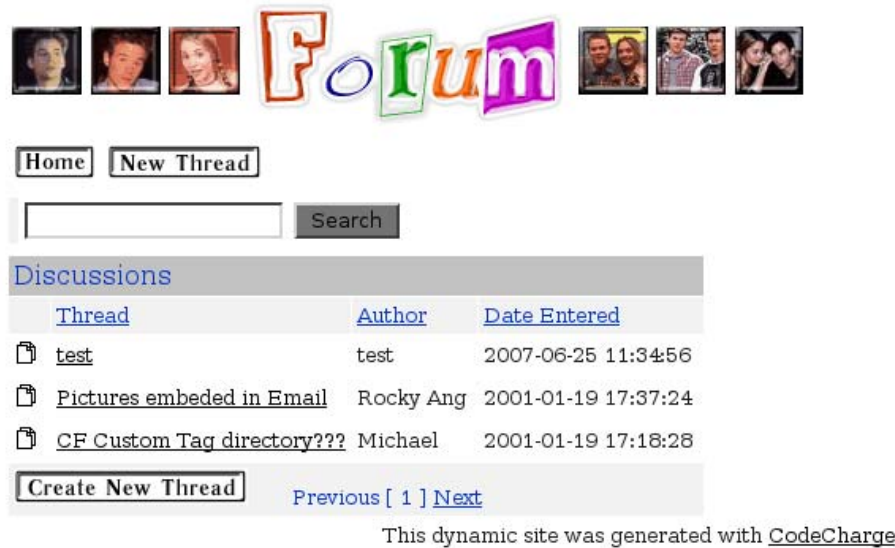 Forum
Home New Thread
Search
Discussions
Thread Author Date Entered
test test 2007-06-25 11:34:56
Pictures embeded in Email Rocky Ang 2001-01-19 17:37:24
CF Custom Tag directory??? Michael 2001-01-19 17:18:28
Create New Thread Previous [ 1 ] Next
This dynamic site was generated with CodeCharge